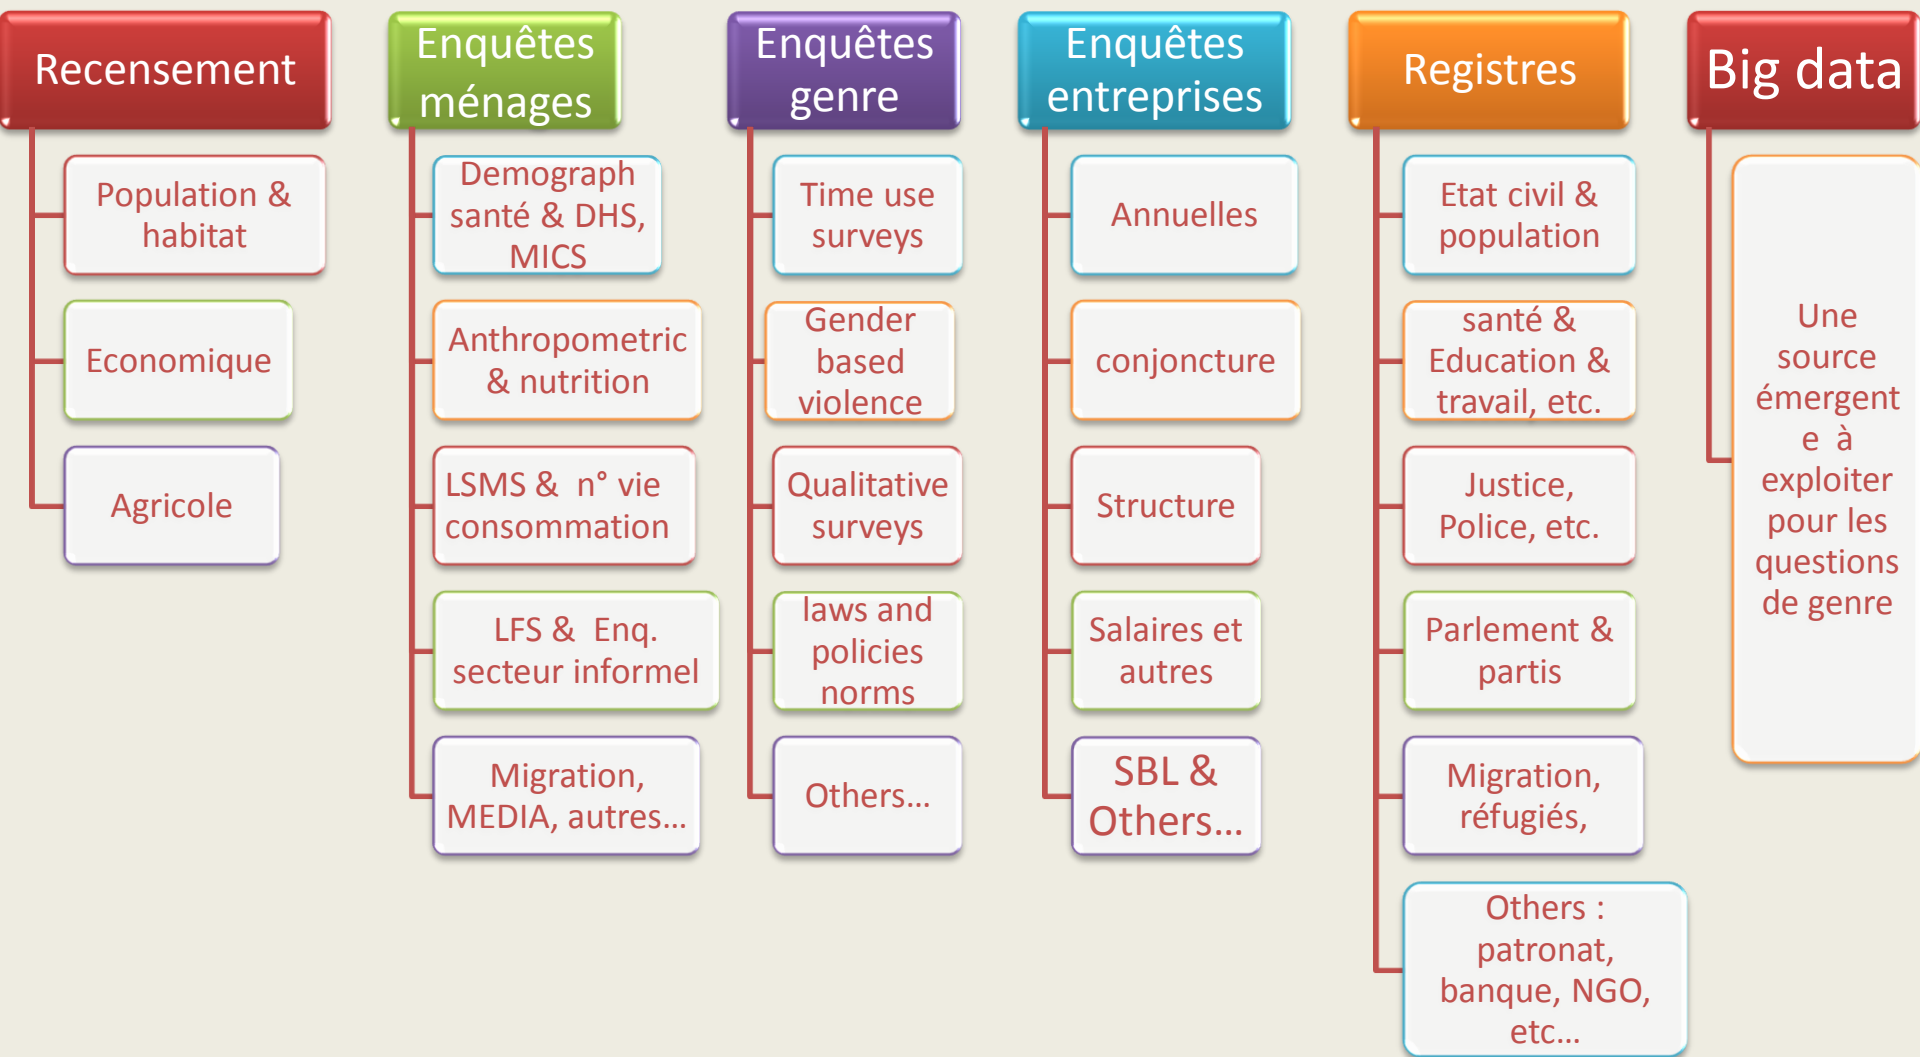 Recensement
Population &
habitat
Economique
Agricole
Enquêtes
ménages
Demograph
santé & DHS,
MICS
Anthropometric
& nutrition
LSMS &  n° vie
consommation
LFS &  Enq.
secteur informel
Migration,
MEDIA, autres...
Enquêtes
genre
Time use
surveys
Gender
based
violence
Qualitative
surveys
laws and
policies
norms
Others...
Enquêtes
entreprises
Annuelles
conjoncture
Structure
Salaires et
autres
SBL &
Others...
Registres
Etat civil &
population
santé &
Education &
travail, etc.
Justice,
Police, etc.
Parlement &
partis
Migration,
réfugiés,
Others :
patronat,
banque, NGO,
etc...
Big data
Une
source
émergent
e  à
exploiter
pour les
questions
de genre